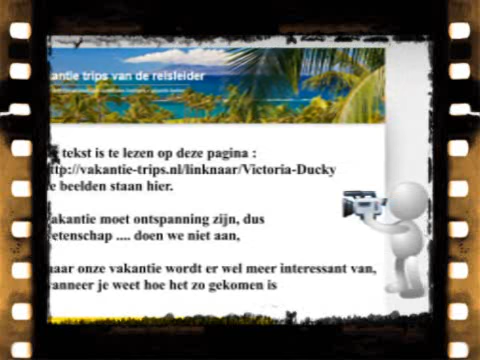 antie trips van de reisleider
tekst is te lezen op deze pagina :
ttp://vakantie-trips.nl/linknaar/Victoria-Ducky
e beelden staan hier.
akantie moet ontspanning zijn, dus
etenschap .... doen we niet aan,
aar onze vakantie wordt er wel meer interessant van,
anneer je weet hoe het zo gekomen is